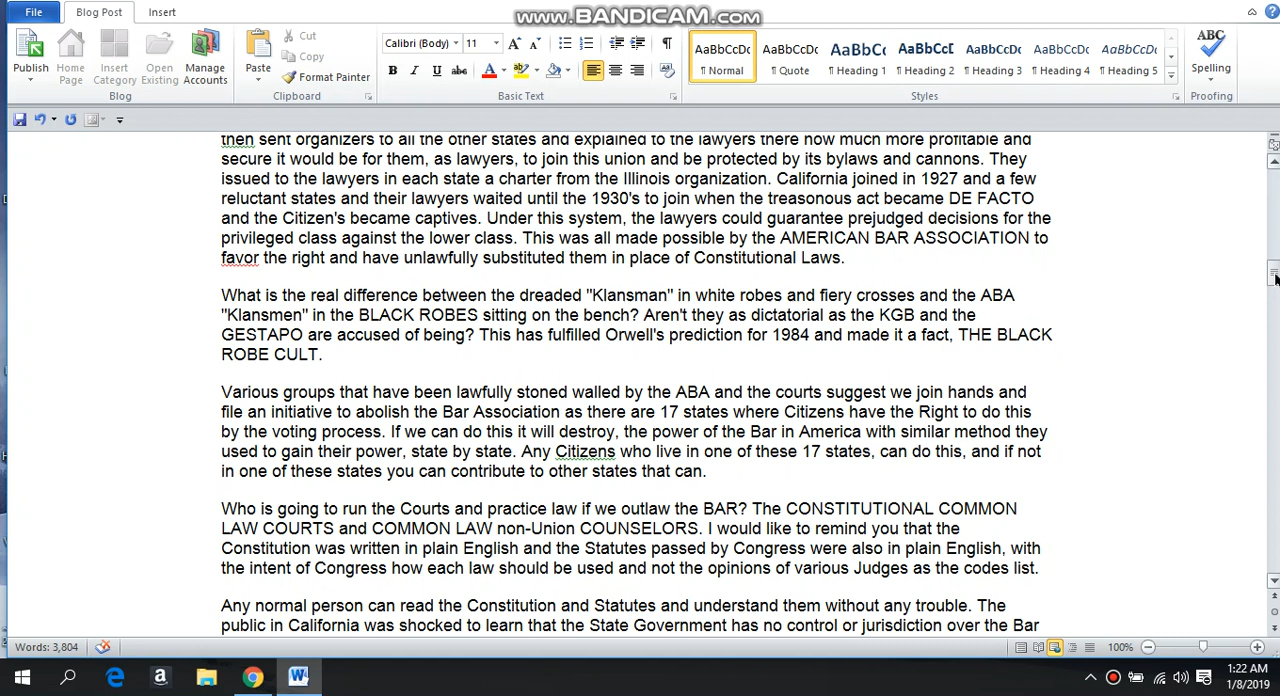 www.BANDICAM.com
File Blog Post Insert
Cut
Copy
Format Painter
Publish Home Page Insert Category Open Existing Manage Accounts Paste
Calibri (Body) 11
B I U abc A ab
AaBbCcDc AaBbCcDc AaBbCc AaBbCcE AaBbCcDc AaBbCcDc AaBbCcDc
¶ Normal ¶ Quote ¶ Heading 1 ¶ Heading 2 ¶ Heading 3 ¶ Heading 4 ¶ Heading 5
ABC
Spelling
Blog Clipboard Basic Text Styles Proofing
then sent organizers to all the other states and explained to the lawyers there how much more profitable and
secure it would be for them, as lawyers, to join this union and be protected by its bylaws and cannons. They
issued to the lawyers in each state a charter from the Illinois organization. California joined in 1927 and a few
reluctant states and their lawyers waited until the 1930's to join when the treasonous act became DE FACTO
and the Citizen's became captives. Under this system, the lawyers could guarantee prejudged decisions for the
privileged class against the lower class. This was all made possible by the AMERICAN BAR ASSOCIATION to
favor the right and have unlawfully substituted them in place of Constitutional Laws.
What is the real difference between the dreaded "Klansman" in white robes and fiery crosses and the ABA
"Klansmen" in the BLACK ROBES sitting on the bench? Aren't they as dictatorial as the KGB and the
GESTAPO are accused of being? This has fulfilled Orwell's prediction for 1984 and made it a fact, THE BLACK
ROBE CULT.
Various groups that have been lawfully stoned walled by the ABA and the courts suggest we join hands and
file an initiative to abolish the Bar Association as there are 17 states where Citizens have the Right to do this
by the voting process. If we can do this it will destroy, the power of the Bar in America with similar method they
used to gain their power, state by state. Any Citizens who live in one of these 17 states, can do this, and if not
in one of these states you can contribute to other states that can.
Who is going to run the Courts and practice law if we outlaw the BAR? The CONSTITUTIONAL COMMON
LAW COURTS and COMMON LAW non-Union COUNSELORS. I would like to remind you that the
Constitution was written in plain English and the Statutes passed by Congress were also in plain English, with
the intent of Congress how each law should be used and not the opinions of various Judges as the codes list.
Any normal person can read the Constitution and Statutes and understand them without any trouble. The
public in California was shocked to learn that the State Government has no control or jurisdiction over the Bar
Words: 3,804 100%
1:22 AM
1/8/2019